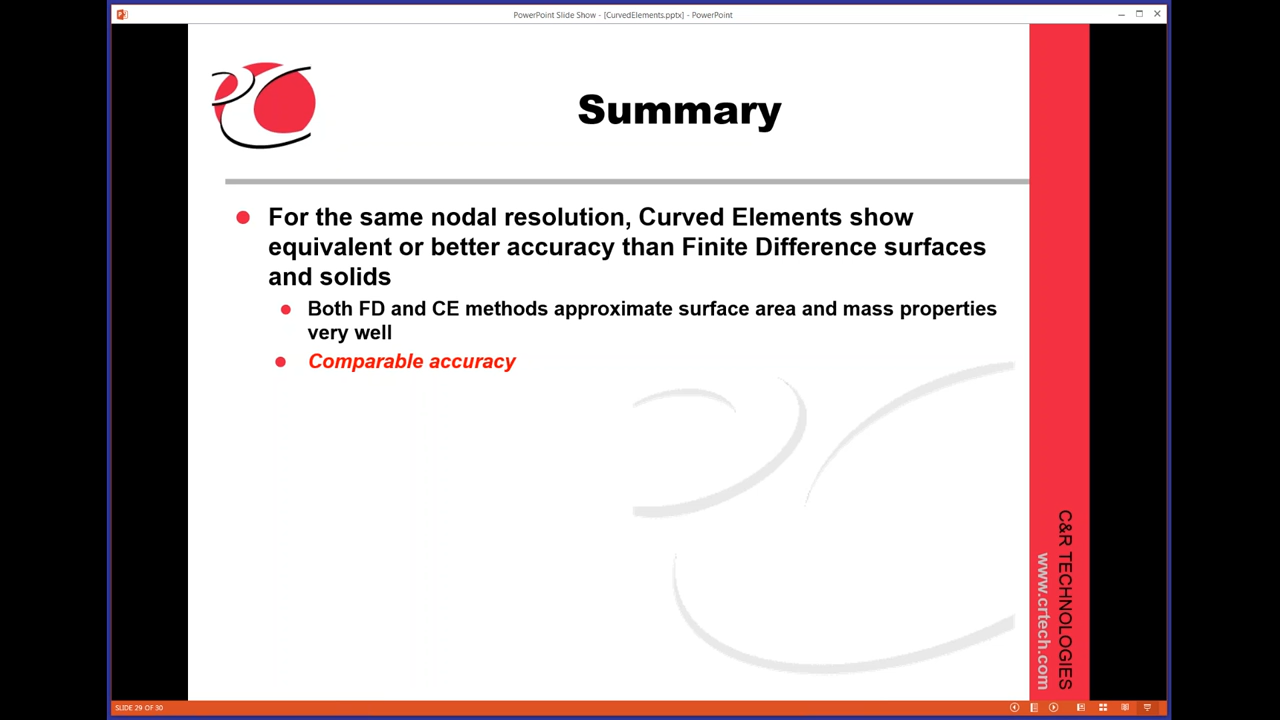 PowerPoint Slide Show - [CurvedElements.pptx] - PowerPoint
Summary
For the same nodal resolution, Curved Elements show
equivalent or better accuracy than Finite Difference surfaces
and solids
Both FD and CE methods approximate surface area and mass properties
very well
Comparable accuracy
C&R TECHNOLOGIES
www.crtech.com
SLIDE 29 OF 30